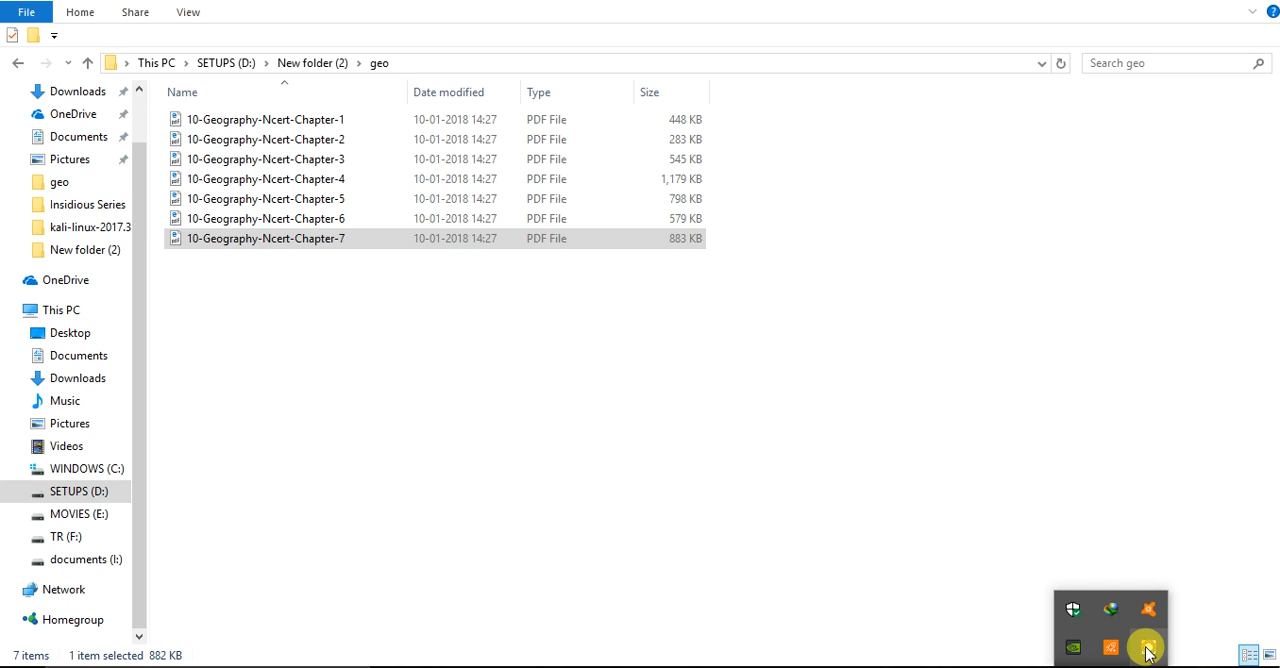 File Home Share View
This PC SETUPS (D:) New folder (2) geo Search geo
Name Date modified Type Size
10-Geography-Ncert-Chapter-1 10-01-2018 14:27 PDF File 448 KB
10-Geography-Ncert-Chapter-2 10-01-2018 14:27 PDF File 283 KB
10-Geography-Ncert-Chapter-3 10-01-2018 14:27 PDF File 545 KB
10-Geography-Ncert-Chapter-4 10-01-2018 14:27 PDF File 1,179 KB
10-Geography-Ncert-Chapter-5 10-01-2018 14:27 PDF File 798 KB
10-Geography-Ncert-Chapter-6 10-01-2018 14:27 PDF File 579 KB
10-Geography-Ncert-Chapter-7 10-01-2018 14:27 PDF File 883 KB
Downloads
OneDrive
Documents
Pictures
geo
Insidious Series
kali-linux-2017.3
New folder (2)
OneDrive
This PC
Desktop
Documents
Downloads
Music
Pictures
Videos
WINDOWS (C:)
SETUPS (D:)
MOVIES (E:)
TR (F:)
documents (I:)
Network
Homegroup
7 items 1 item selected 882 KB